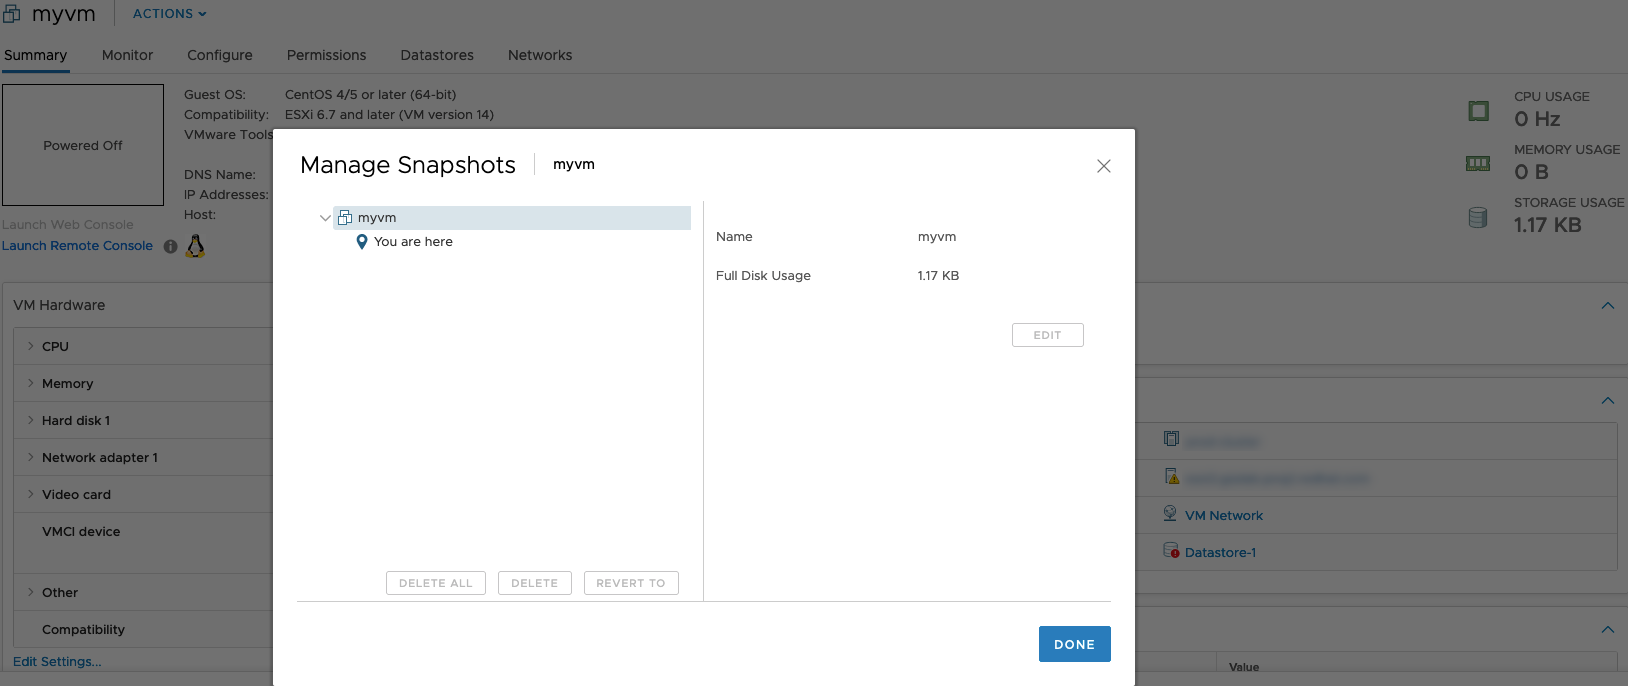 myvm
ACTIONS
Summary Monitor Configure Permissions Datastores Networks
Powered Off
Guest OS: CentOS 4/5 or later (64-bit)
Compatibility: ESXi 6.7 and later (VM version 14)
VMware Tools
DNS Name:
IP Addresses:
Host:
Launch Web Console
Launch Remote Console
CPU USAGE
0 Hz
MEMORY USAGE
0 B
STORAGE USAGE
1.17 KB
Manage Snapshots myvm
myvm
You are here
Name myvm
Full Disk Usage 1.17 KB
EDIT
DELETE ALL DELETE REVERT TO
DONE
VM Hardware
CPU
Memory
Hard disk 1
Network adapter 1
Video card
VMCI device
Other
Compatibility
Edit Settings...
VM Network
Datastore-1
Value